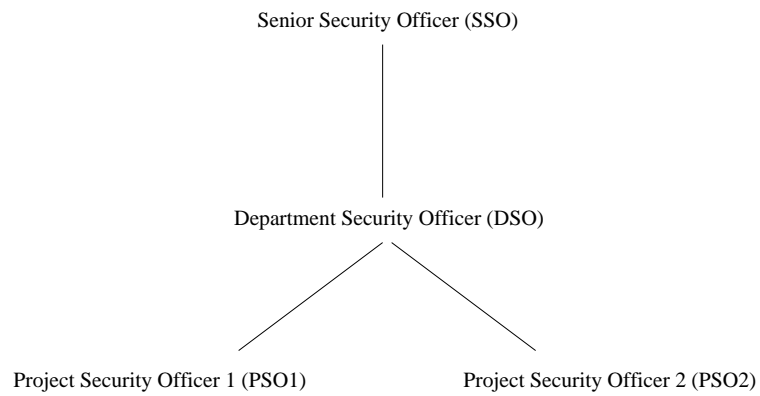 Senior Security Officer (SSO)
Department Security Officer (DSO)
Project Security Officer 1 (PSO1)
Project Security Officer 2 (PSO2)